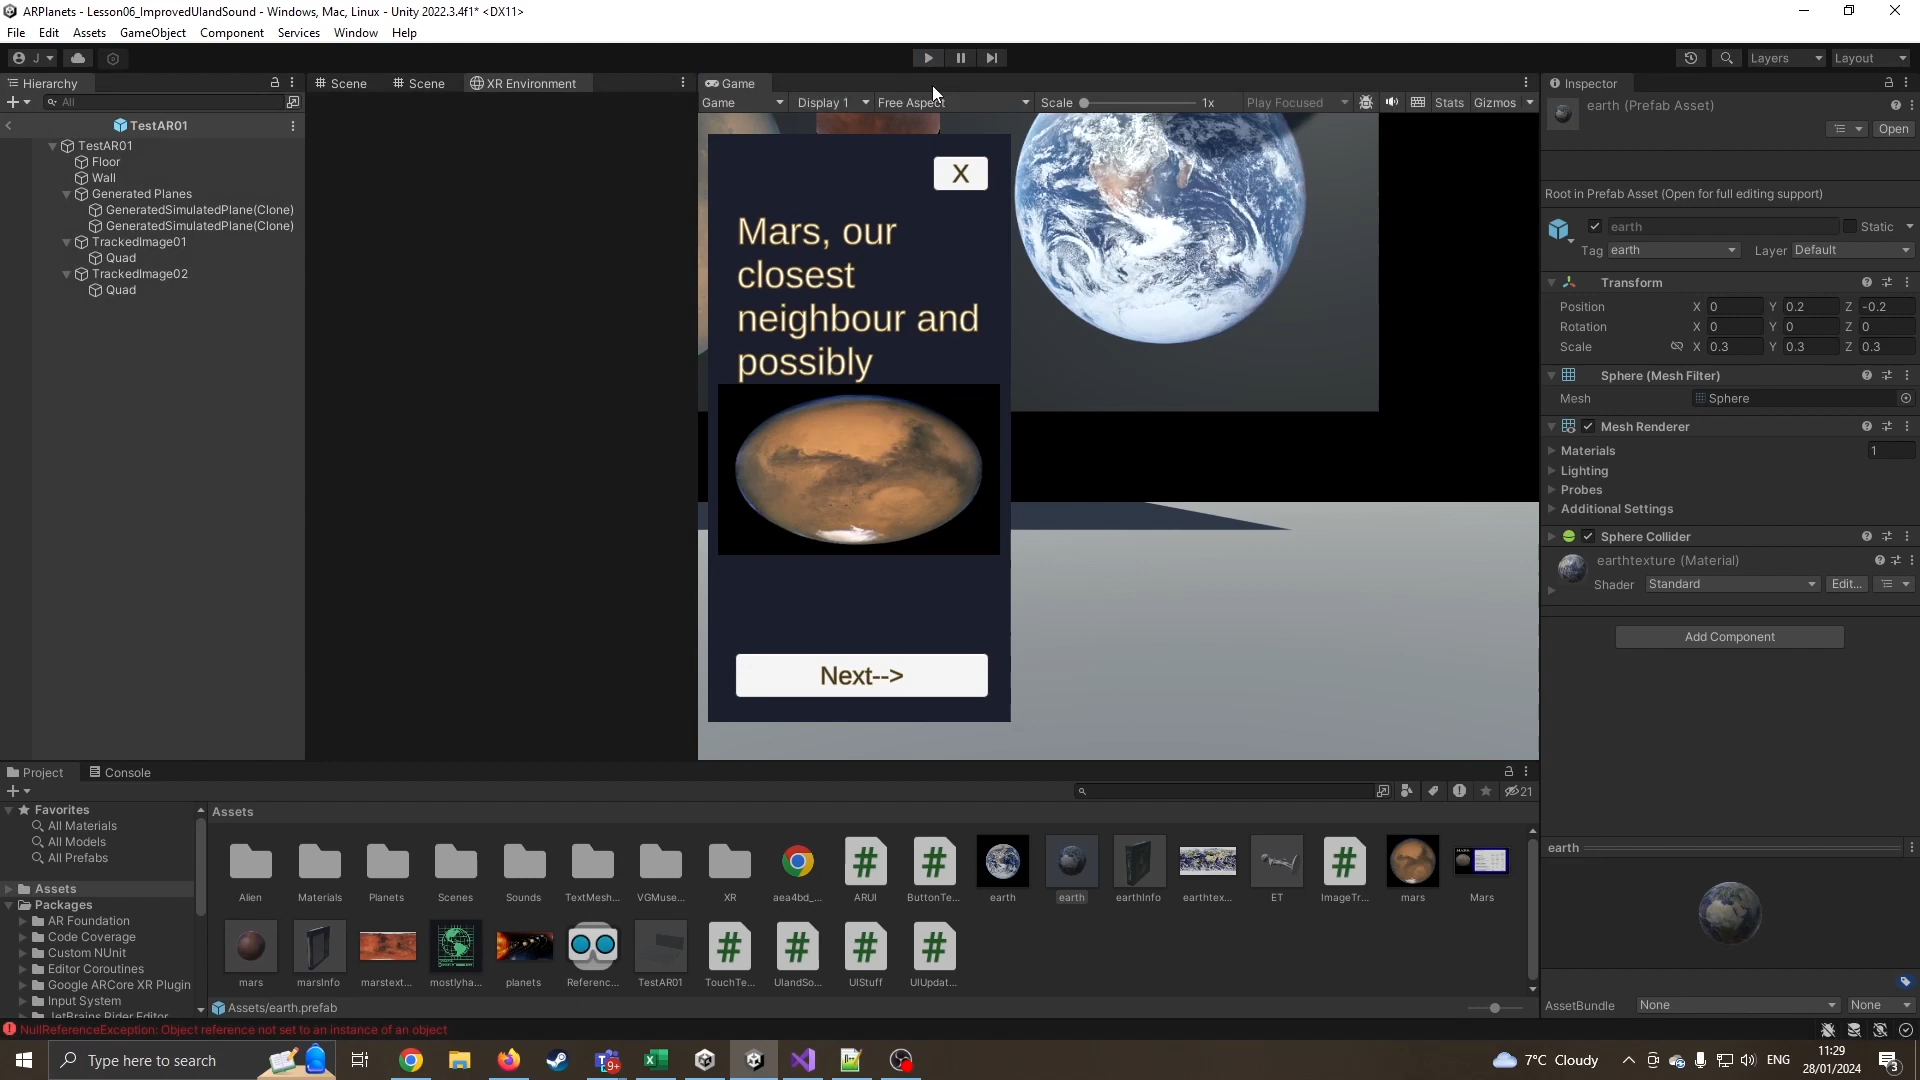 ARPlanets - Lesson06_ImprovedUIandSound - Windows, Mac, Linux - Unity 2022.3.4f1* <DX11>
File Edit Assets GameObject Component Services Window Help
J
Layers Layout
Hierarchy
Scene Scene XR Environment
Game
Inspector
All
Game Display 1 Free Aspect Scale 1x Play Focused Stats Gizmos
earth (Prefab Asset)
Open
TestAR01
TestAR01
Floor
Wall
Generated Planes
GeneratedSimulatedPlane(Clone)
GeneratedSimulatedPlane(Clone)
TrackedImage01
Quad
TrackedImage02
Quad
X
Mars, our
closest
neighbour and
possibly
Next-->
Root in Prefab Asset (Open for full editing support)
earth Static
Tag earth Layer Default
Transform
Position X 0 Y 0.2 Z -0.2
Rotation X 0 Y 0 Z 0
Scale X 0.3 Y 0.3 Z 0.3
Sphere (Mesh Filter)
Mesh Sphere
Mesh Renderer
Materials 1
Lighting
Probes
Additional Settings
Sphere Collider
earthtexture (Material)
Shader Standard Edit...
Add Component
earth
AssetBundle None None
Project Console
21
Favorites
All Materials
All Models
All Prefabs
Assets
Packages
AR Foundation
Code Coverage
Custom NUnit
Editor Coroutines
Google ARCore XR Plugin
Input System
JetBrains Rider Editor
Assets
Alien Materials Planets Scenes Sounds TextMesh... VGMuse... XR aea4bd_... ARUI ButtonTe... earth earth earthInfo earthtex... ET ImageTr... mars Mars
mars marsInfo marstext... mostlyha... planets Referenc... TestAR01 TouchTe... UIandSo... UIStuff UIUpdat...
Assets/earth.prefab
NullReferenceException: Object reference not set to an instance of an object
Type here to search
9+
7°C Cloudy
ENG
11:29
28/01/2024
3